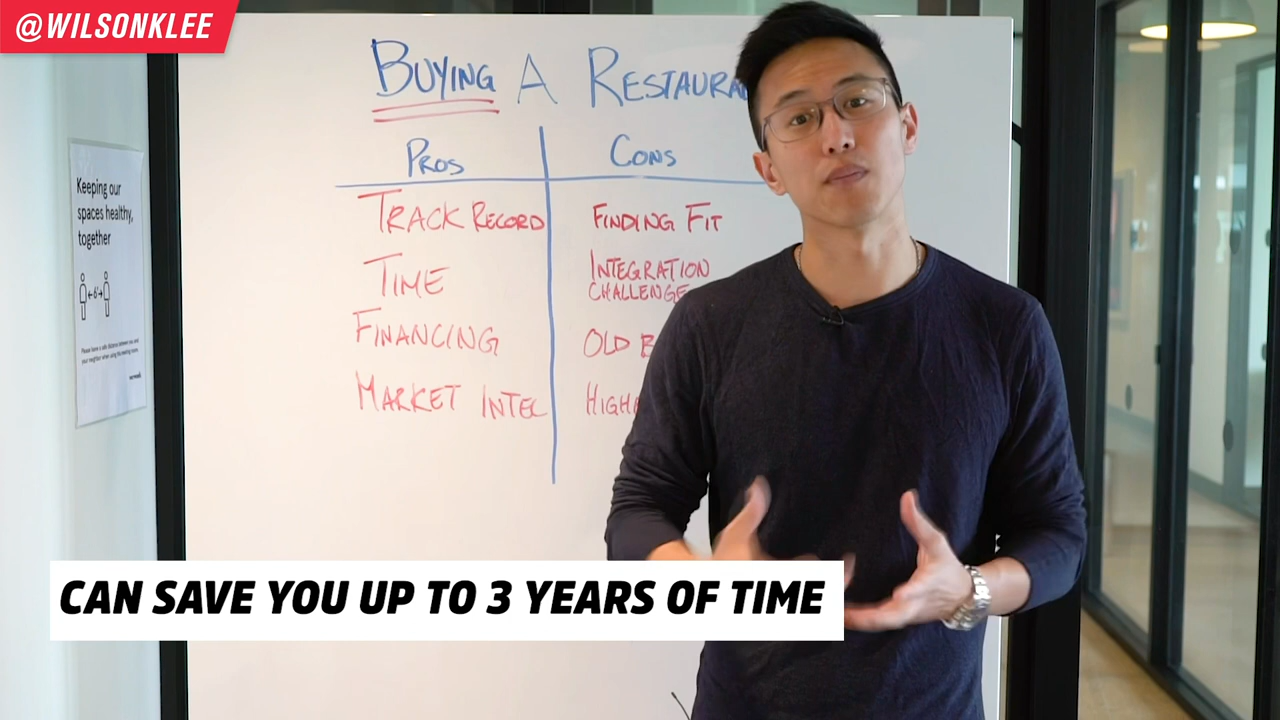 @WILSONKLEE
BUYING A RESTAURA
PROS
CONS
TRACK RECORD
FINDING FIT
TIME
INTEGRATION
CHALLENGE
FINANCING
OLD
MARKET INTEL
Keeping our
spaces healthy,
together
6'
CAN SAVE YOU UP TO 3 YEARS OF TIME